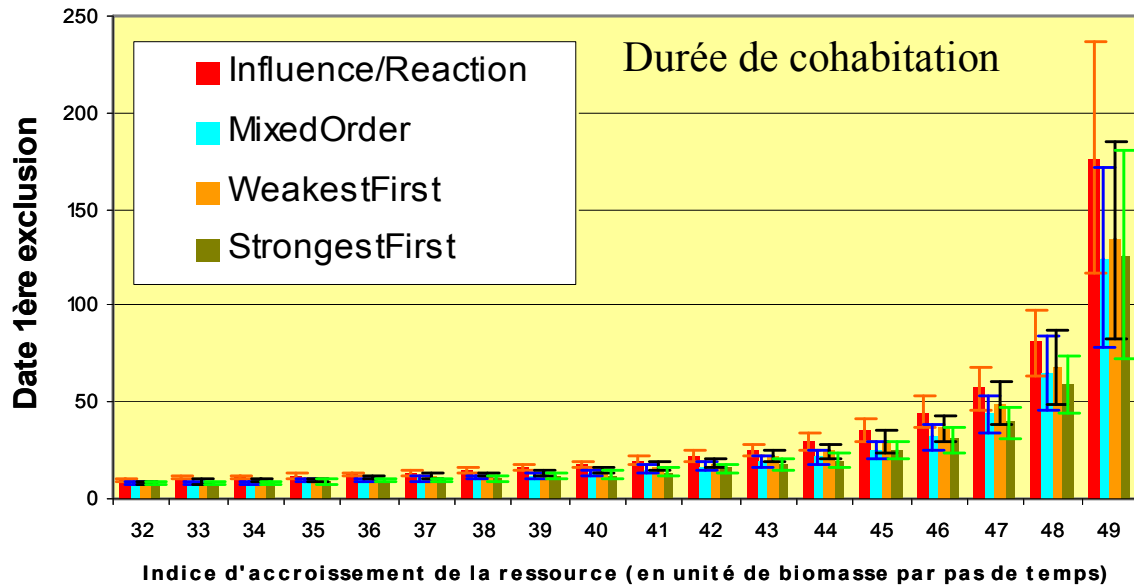 Durée de cohabitation
Influence/Reaction
MixedOrder
WeakestFirst
StrongestFirst
Date 1ère exclusion
250
200
150
100
50
0
32 33 34 35 36 37 38 39 40 41 42 43 44 45 46 47 48 49
Indice d'accroissement de la ressource (en unité de biomasse par pas de temps)